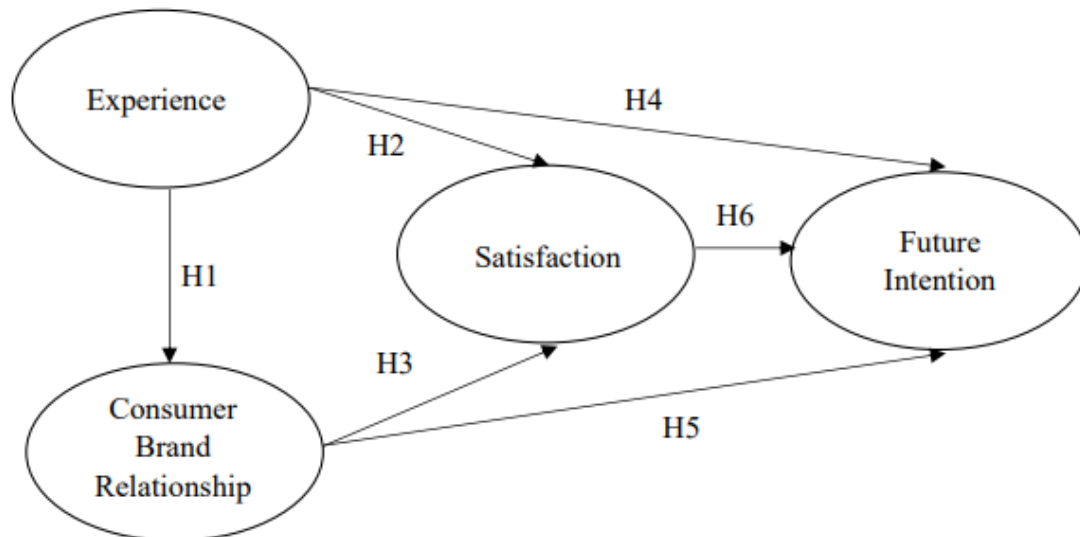 Experience
H4
H2
Satisfaction
H6
Future
Intention
H1
H3
Consumer
Brand
Relationship
H5